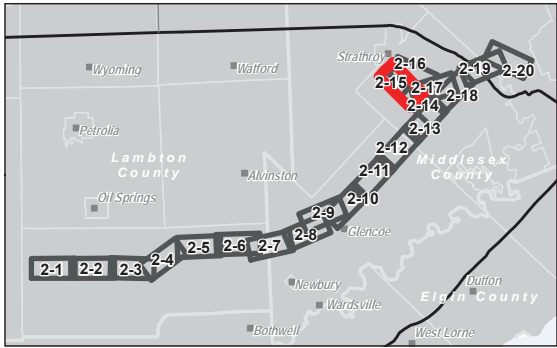 Strathroy
2-16
2-19
2-20
Wyoming
Watford
2-15
2-17
2-18
2-14
Petrolia
2-13
2-12
Lambton
County
Middlesex
County
Alvinston
2-11
Oil Springs
2-10
2-9
Glencoe
2-8
2-7
2-6
2-5
2-4
2-3
2-2
2-1
Newbury
Dutton
Elgin County
Wardsville
Bothwell
West Lorne